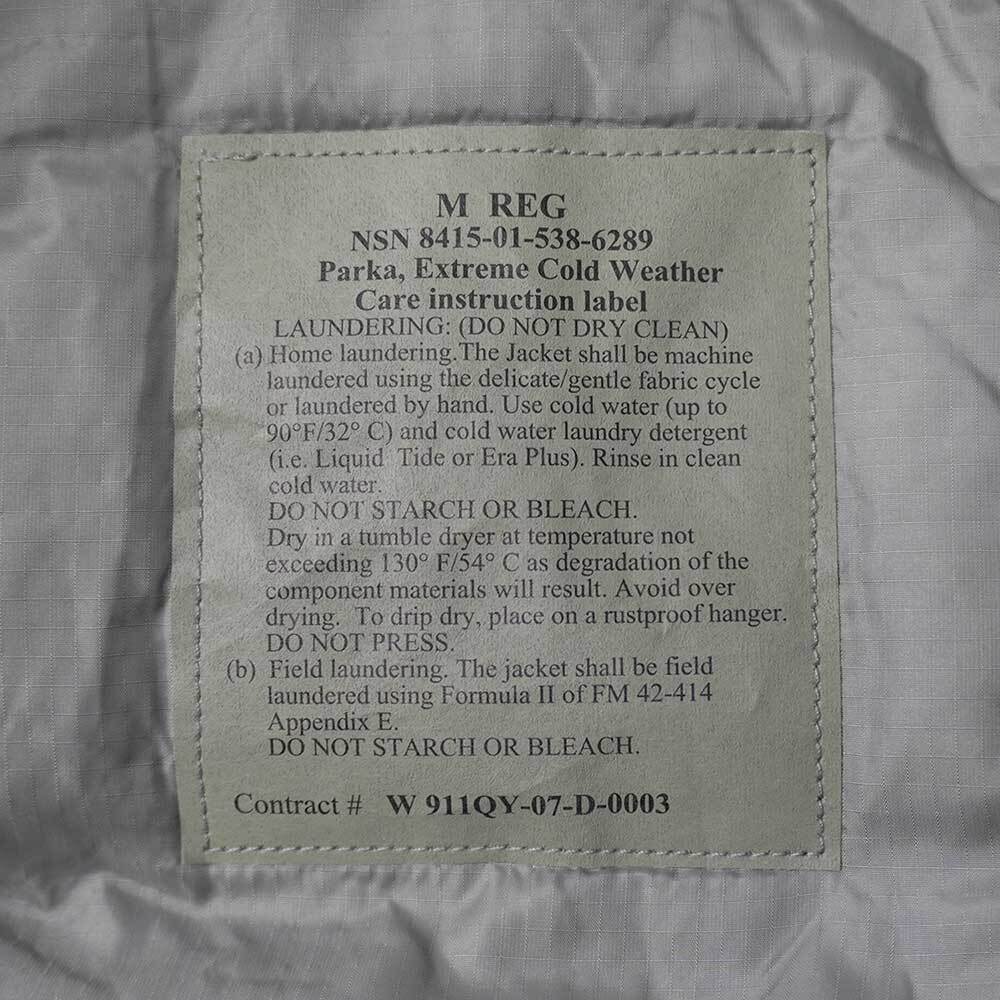 M REG
NSN 8415-01-538-6289
Parka, Extreme Cold Weather
Care instruction label
LAUNDERING: (DO NOT DRY CLEAN)
(a) Home laundering.The Jacket shall be machine
laundered using the delicate/gentle fabric cycle
or laundered by hand. Use cold water (up to
90°F/32° C) and cold water laundry detergent
(i.e. Liquid Tide or Era Plus). Rinse in clean
cold water.
DO NOT STARCH OR BLEACH.
Dry in a tumble dryer at temperature not
exceeding 130° F/54° C as degradation of the
component materials will result. Avoid over
drying. To drip dry, place on a rustproof hanger.
DO NOT PRESS.
(b) Field laundering. The jacket shall be field
laundered using Formula II of FM 42-414
Appendix E.
DO NOT STARCH OR BLEACH.
Contract # W 911QY-07-D-0003